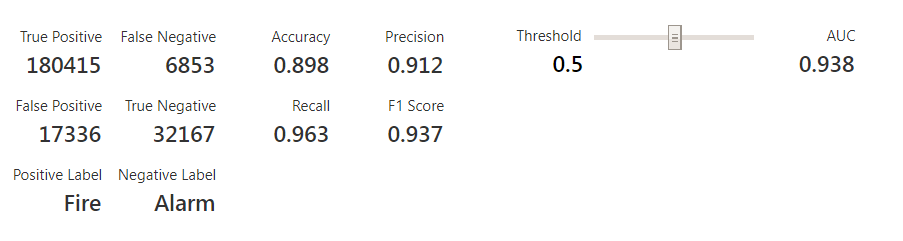 True Positive False Negative Accuracy Precision Threshold AUC
180415 6853 0.898 0.912 0.5 0.938
False Positive True Negative Recall F1 Score
17336 32167 0.963 0.937
Positive Label Negative Label
Fire Alarm